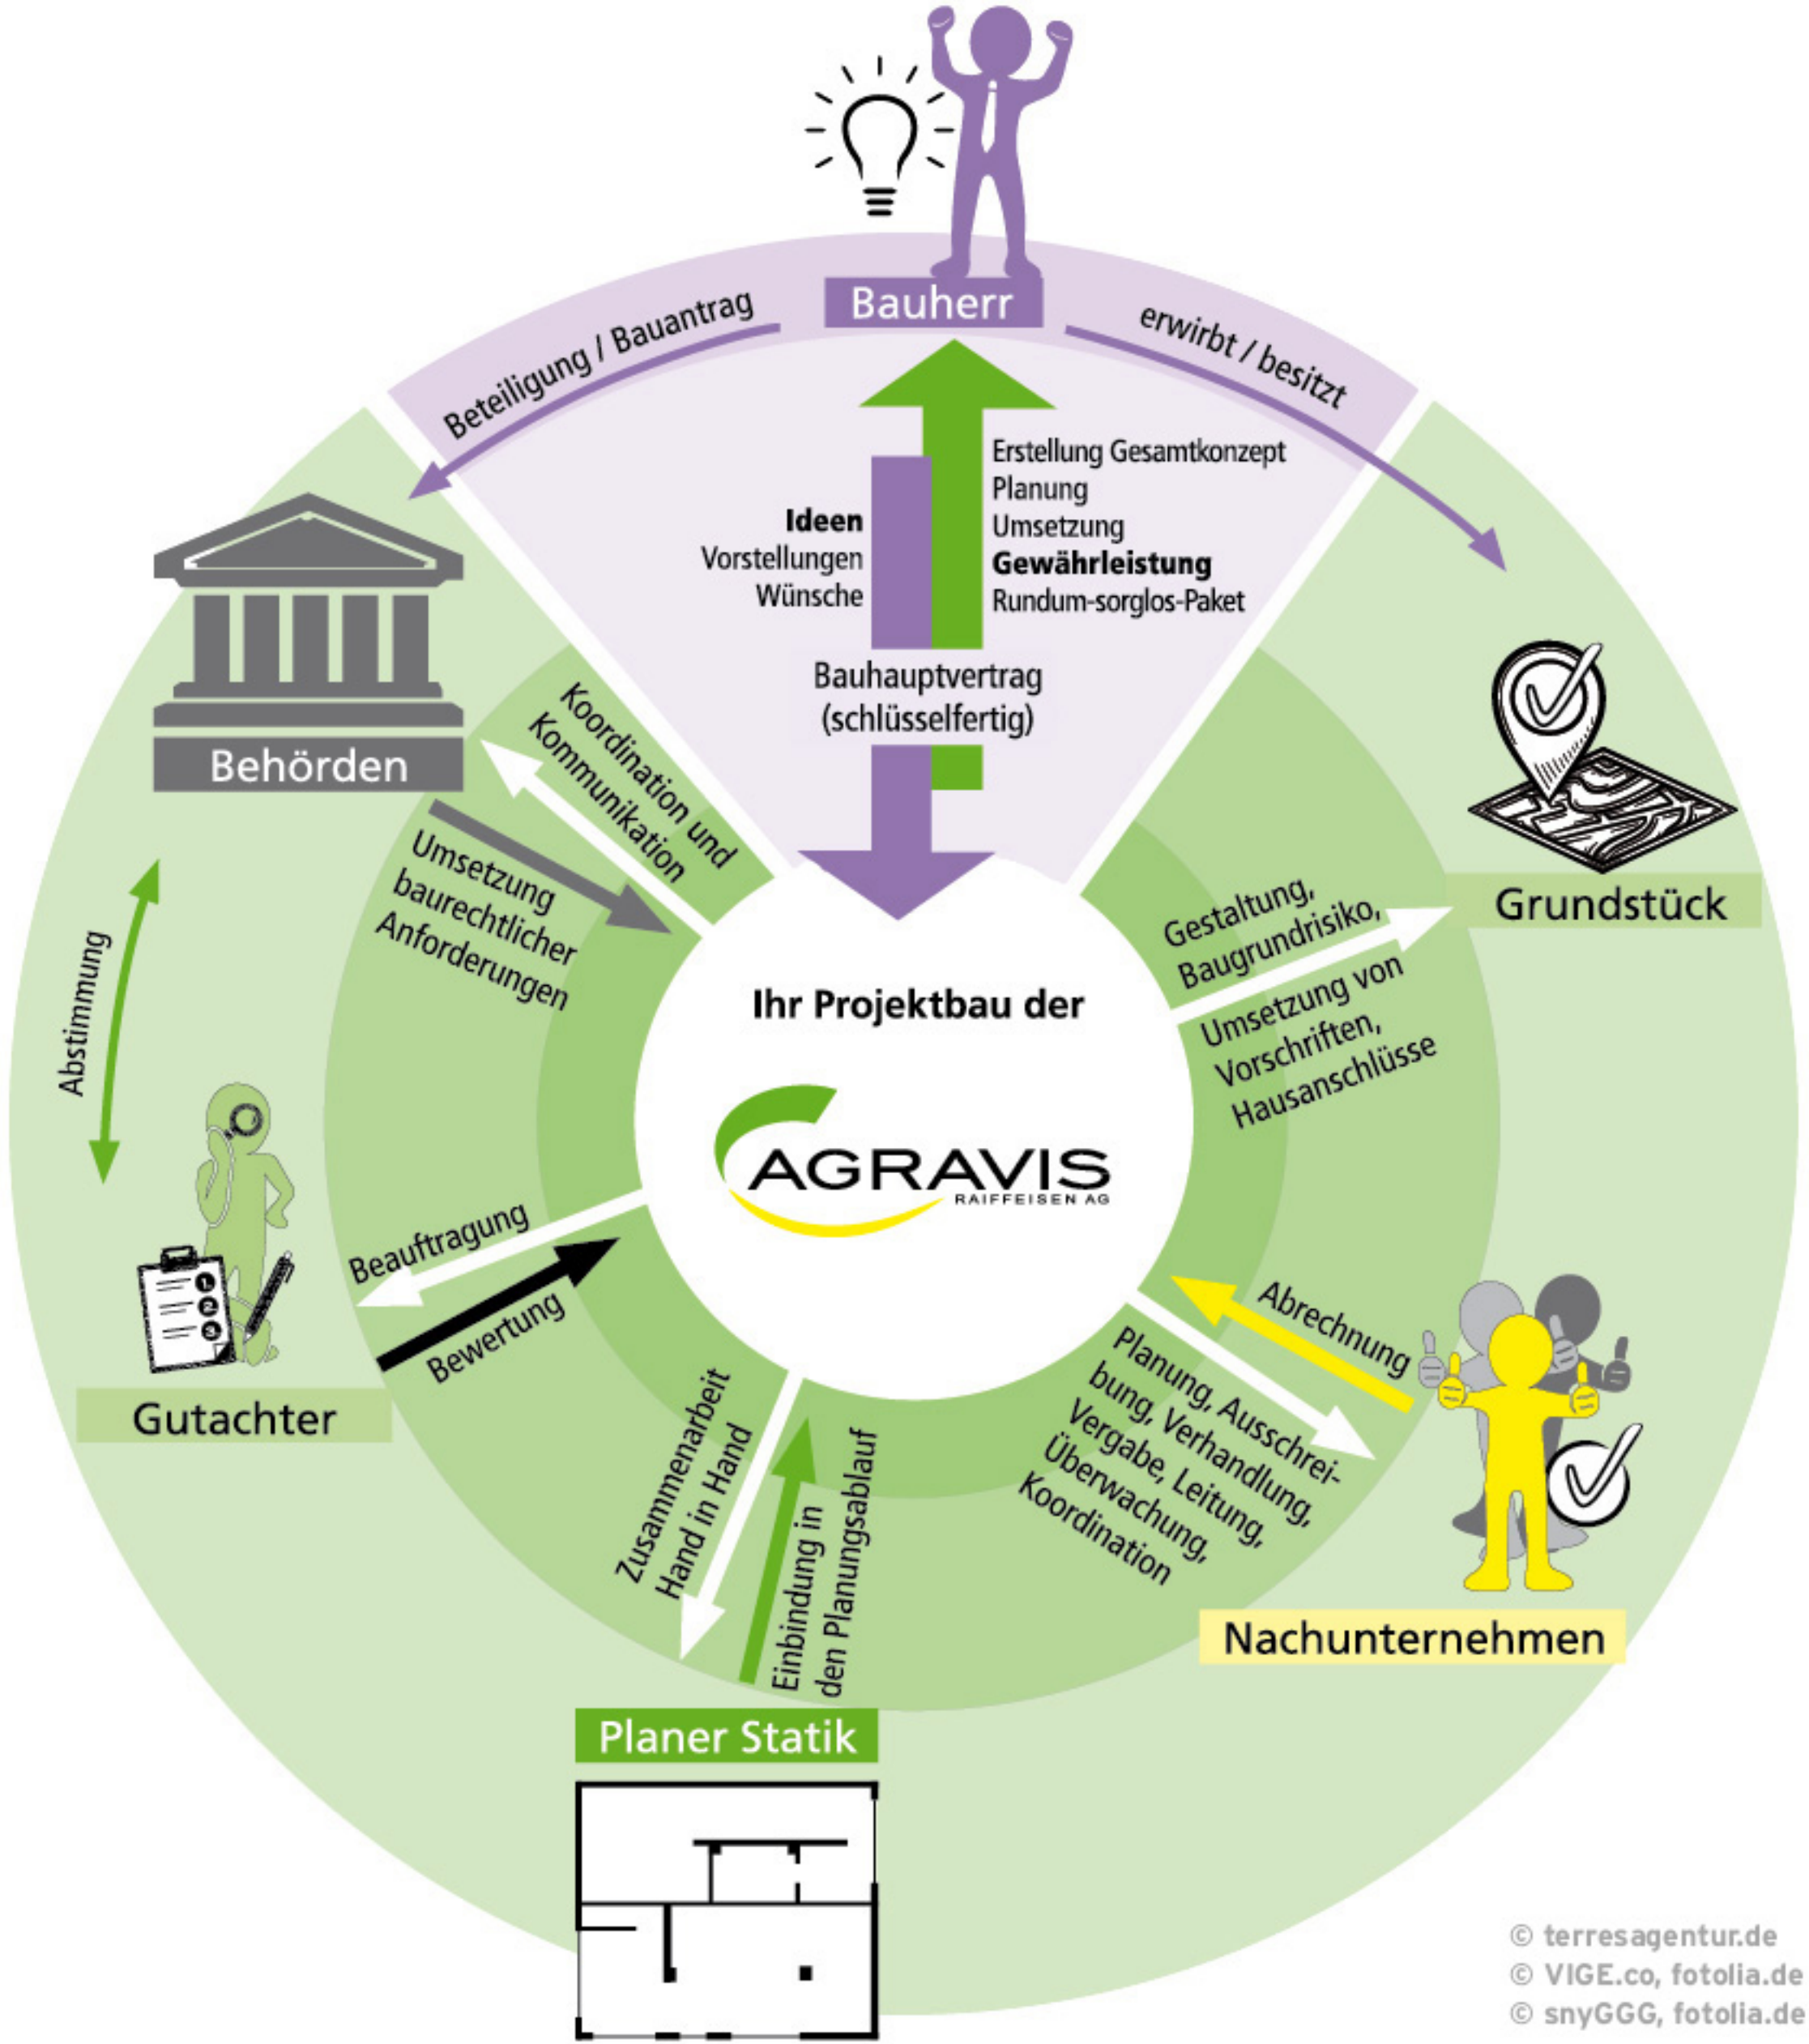 Bauherr
Beteiligung / Bauantrag
erwirbt / besitzt
Ideen
Vorstellungen
Wünsche
Erstellung Gesamtkonzept
Planung
Umsetzung
Gewährleistung
Rundum-sorglos-Paket
Bauhauptvertrag
(schlüsselfertig)
Behörden
Koordination und
Kommunikation
Umsetzung
baurechtlicher
Anforderungen
Abstimmung
Gestaltung,
Baugrundrisiko,
Umsetzung von
Vorschriften,
Hausanschlüsse
Grundstück
Ihr Projektbau der
AGRAVIS
RAIFFEISEN AG
Beauftragung
Bewertung
1.
2.
3.
Gutachter
Abrechnung
Planung, Ausschrei-
bung, Verhandlung,
Vergabe, Leitung,
Überwachung,
Koordination
Nachunternehmen
Zusammenarbeit
Hand in Hand
Einbindung in
den Planungsablauf
Planer Statik
© terresagentur.de
© VIGE.co, fotolia.de
© snyGGG, fotolia.de